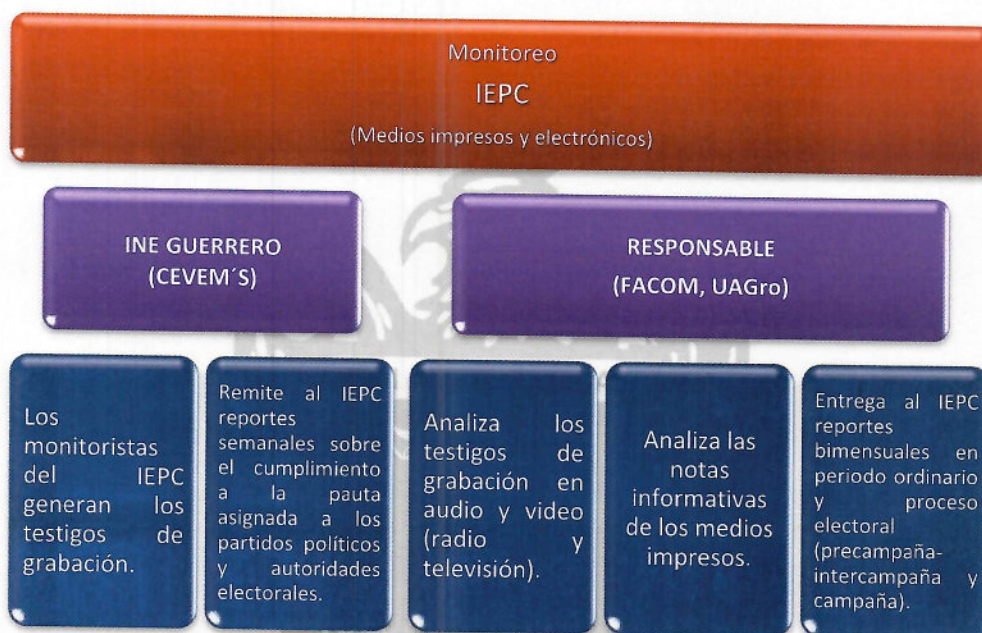 Monitoreo
IEPC
(Medios impresos y electrónicos)
INE GUERRERO
(CEVEM´S)
RESPONSABLE
(FACOM, UAGro)
Los
monitoristas
del IEPC
generan los
testigos de
grabación.
Remite al IEPC
reportes
semanales sobre
el cumplimiento
a la pauta
asignada a los
partidos políticos
y autoridades
electorales.
Analiza los
testigos de
grabación en
audio y video
(radio y
televisión).
Analiza las
notas
informativas
de los medios
impresos.
Entrega al IEPC
reportes
bimensuales en
periodo ordinario
y proceso
electoral
(precampaña-
intercampaña y
campaña).